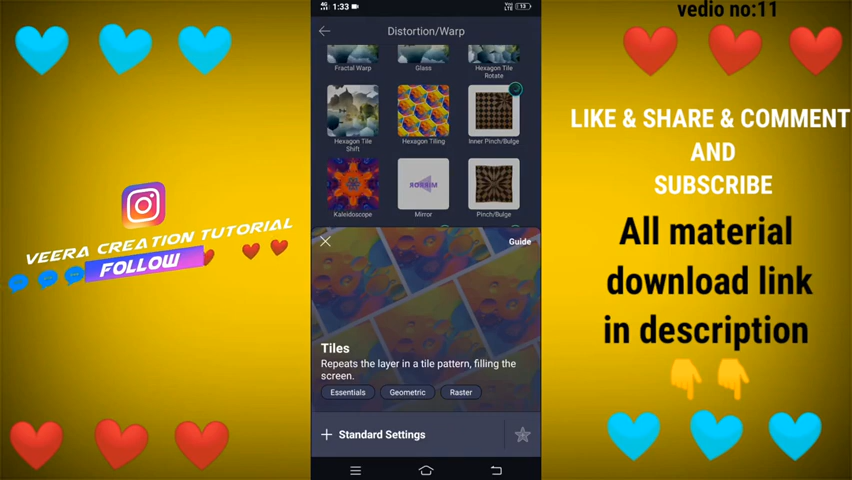 vedio no:11
1:33
13
Distortion/Warp
Fractal Warp
Glass
Hexagon Tile
Rotate
Hexagon Tile
Shift
Hexagon Tiling
Inner Pinch/Bulge
Kaleidoscope
MIRROR
Mirror
Pinch/Bulge
Guide
Tiles
Repeats the layer in a tile pattern, filling the
screen.
Essentials
Geometric
Raster
+ Standard Settings
VEERA CREATION TUTORIAL
FOLLOW
LIKE & SHARE & COMMENT
AND
SUBSCRIBE
All material
download link
in description